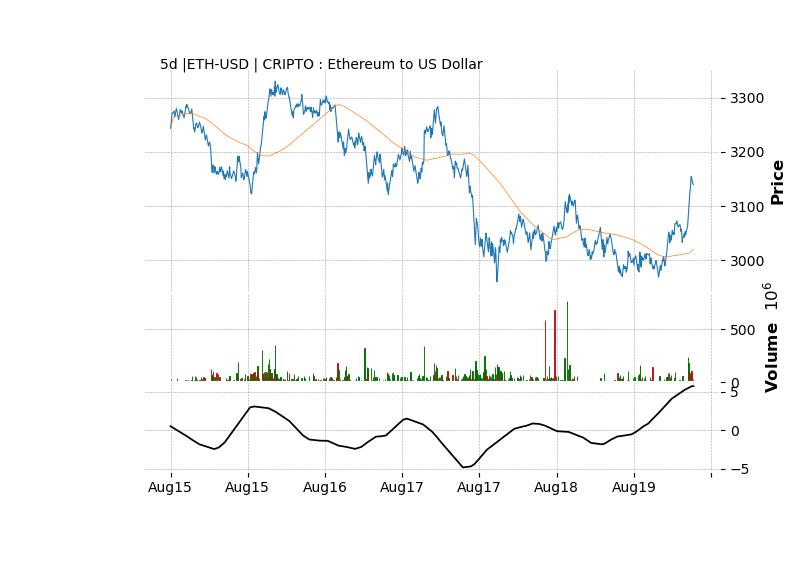 5d |ETH-USD | CRIPTO : Ethereum to US Dollar
3300
3200
3100
3000
Price
500
0
Volume 10^6
5
0
−5
Aug15 Aug15 Aug16 Aug17 Aug17 Aug18 Aug19